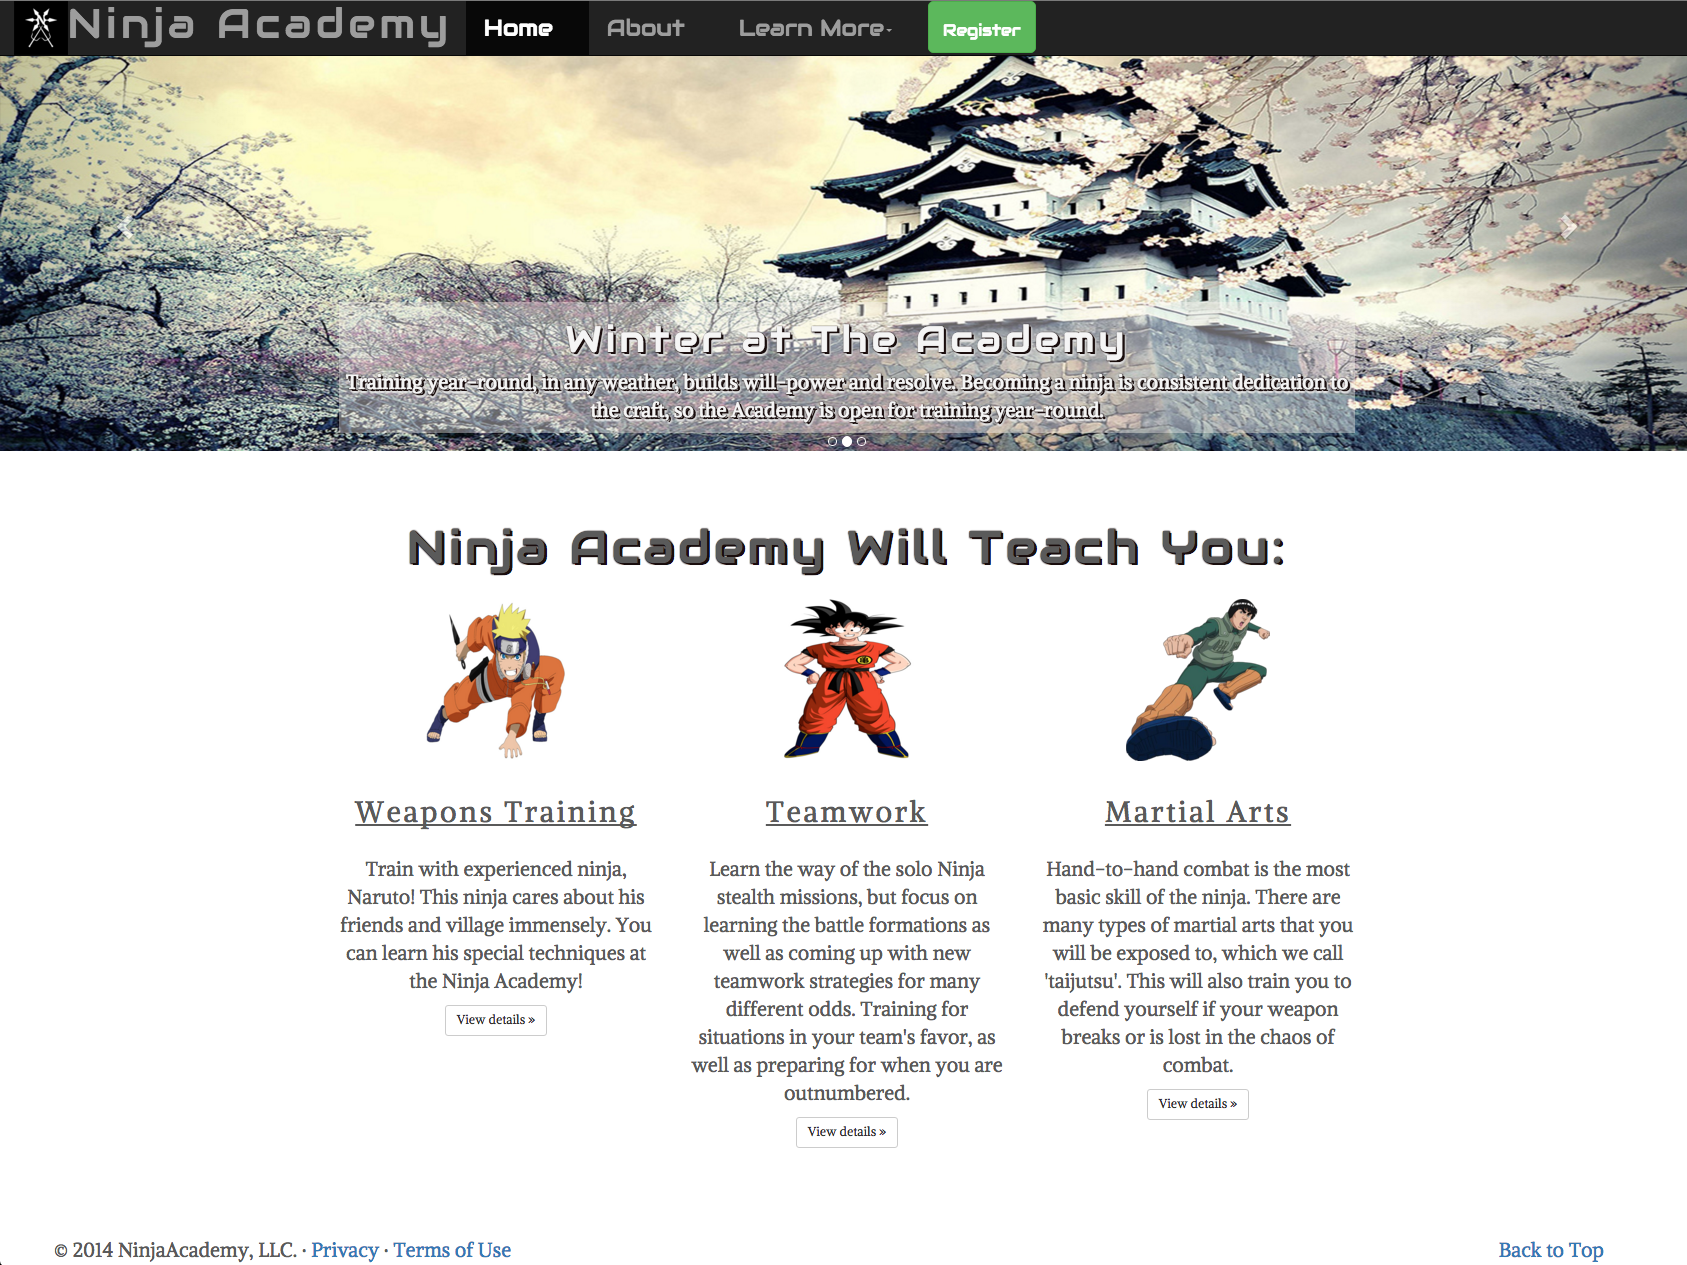 Ninja Academy Home About Learn More Register
Winter at The Academy
Training year-round, in any weather, builds will-power and resolve. Becoming a ninja is consistent dedication to
the craft, so the Academy is open for training year-round.
Ninja Academy Will Teach You:
Weapons Training
Train with experienced ninja,
Naruto! This ninja cares about his
friends and village immensely. You
can learn his special techniques at
the Ninja Academy!
View details »
Teamwork
Learn the way of the solo Ninja
stealth missions, but focus on
learning the battle formations as
well as coming up with new
teamwork strategies for many
different odds. Training for
situations in your team's favor, as
well as preparing for when you are
outnumbered.
View details »
Martial Arts
Hand-to-hand combat is the most
basic skill of the ninja. There are
many types of martial arts that you
will be exposed to, which we call
'taijutsu'. This will also train you to
defend yourself if your weapon
breaks or is lost in the chaos of
combat.
View details »
© 2014 NinjaAcademy, LLC. · Privacy · Terms of Use
Back to Top